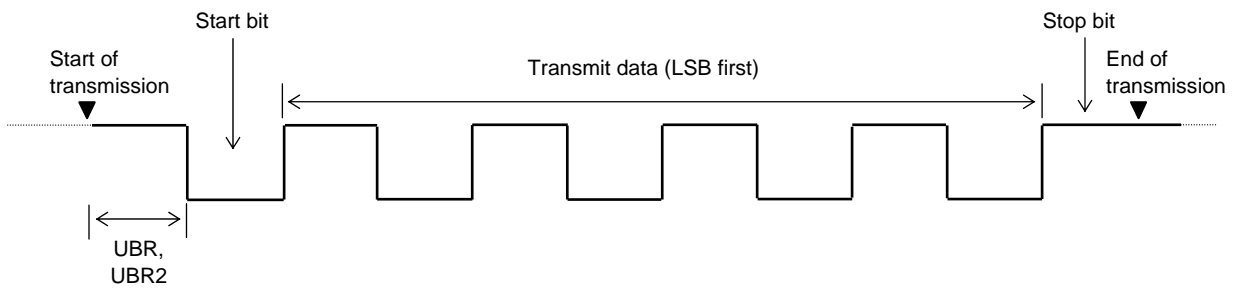 Start bit
Stop bit
Start of
transmission
Transmit data (LSB first)
End of
transmission
UBR,
UBR2